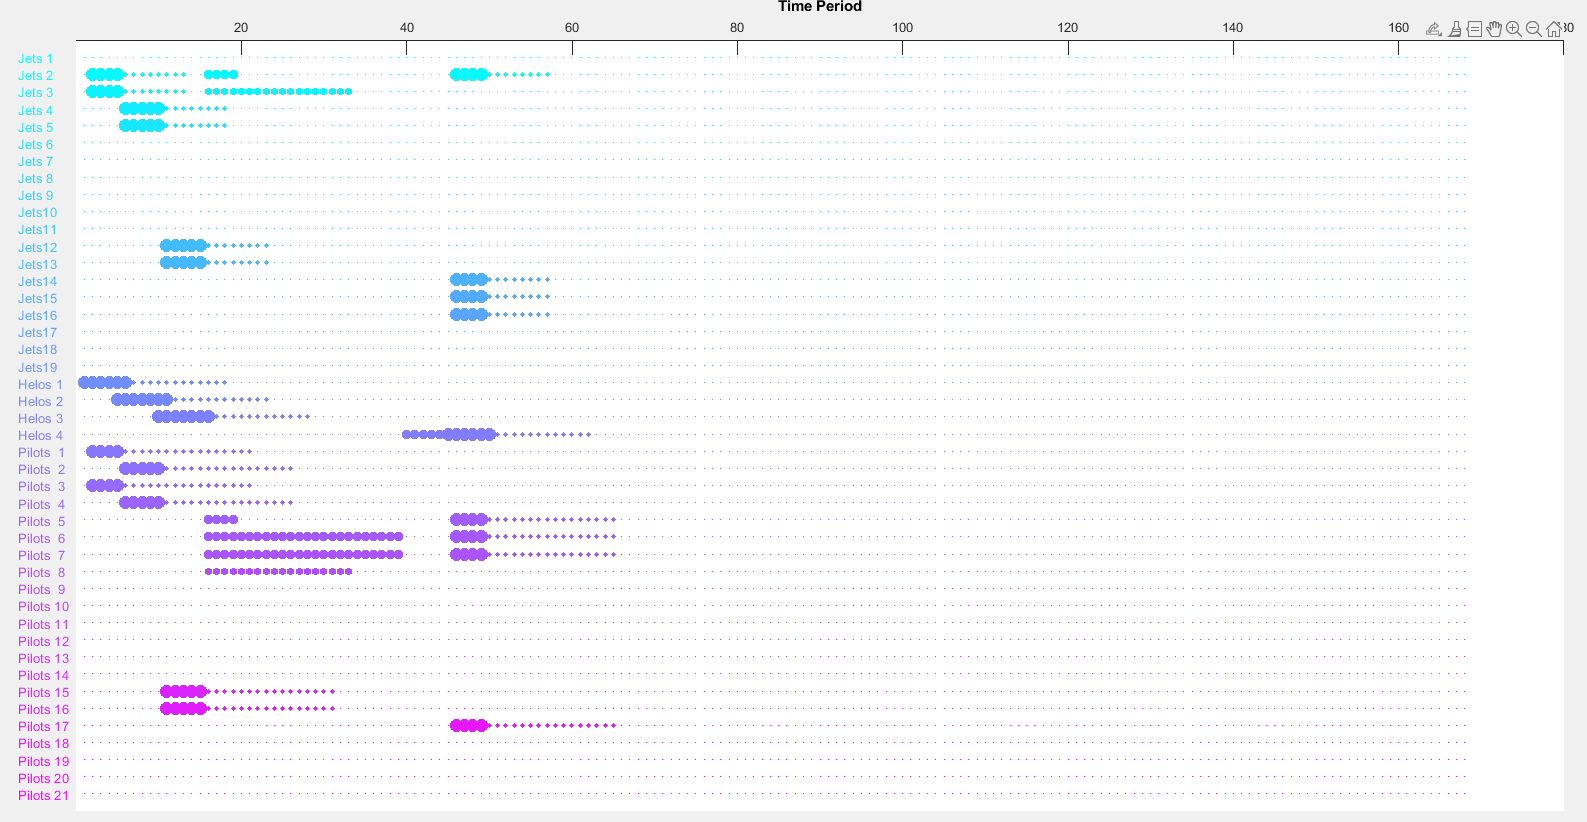 Time Period
20 40 60 80 100 120 140 160
Jets 1
Jets 2
Jets 3
Jets 4
Jets 5
Jets 6
Jets 7
Jets 8
Jets 9
Jets10
Jets11
Jets12
Jets13
Jets14
Jets15
Jets16
Jets17
Jets18
Jets19
Helos 1
Helos 2
Helos 3
Helos 4
Pilots 1
Pilots 2
Pilots 3
Pilots 4
Pilots 5
Pilots 6
Pilots 7
Pilots 8
Pilots 9
Pilots 10
Pilots 11
Pilots 12
Pilots 13
Pilots 14
Pilots 15
Pilots 16
Pilots 17
Pilots 18
Pilots 19
Pilots 20
Pilots 21